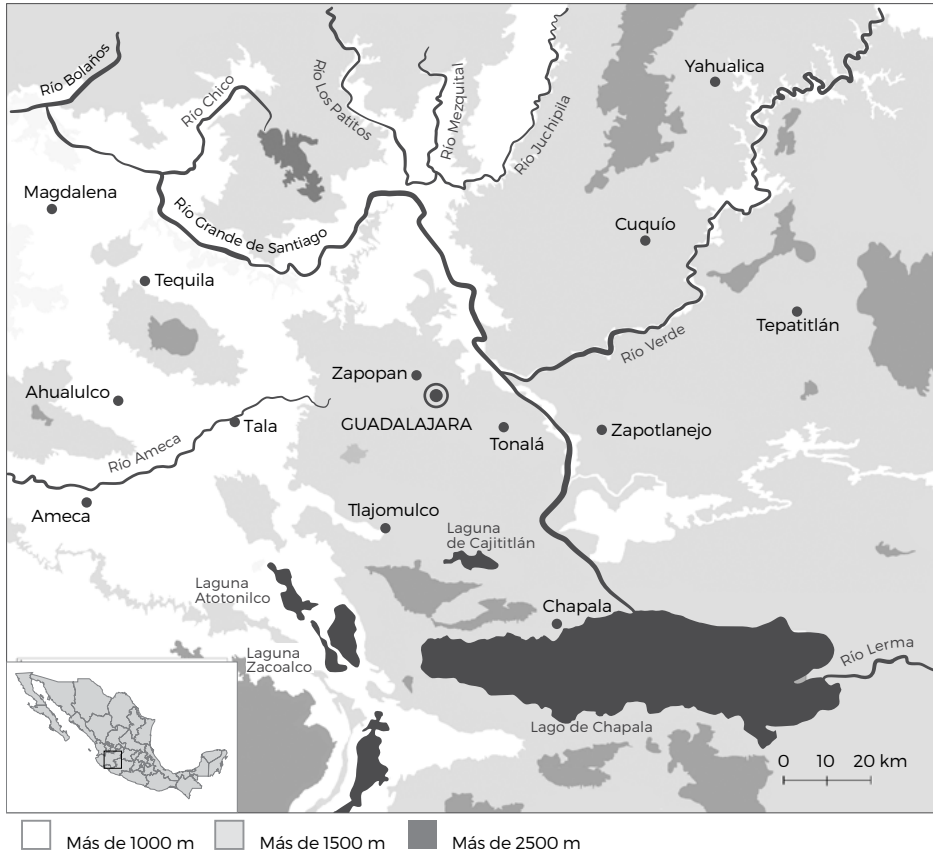 Río Bolaños
Río Chico
Río Los Patitos
Río Mezquital
Río Juchipila
Yahualica
Magdalena
Río Grande de Santiago
Cuquío
Tequila
Tepatitlán
Río Verde
Zapopan
Ahualulco
GUADALAJARA
Tala
Tonalá
Zapotlanejo
Río Ameca
Ameca
Tlajomulco
Laguna
de Cajititlán
Laguna
Atotonilco
Chapala
Laguna
Zacoalco
Río Lerma
Lago de Chapala
0 10 20 km
Más de 1000 m
Más de 1500 m
Más de 2500 m